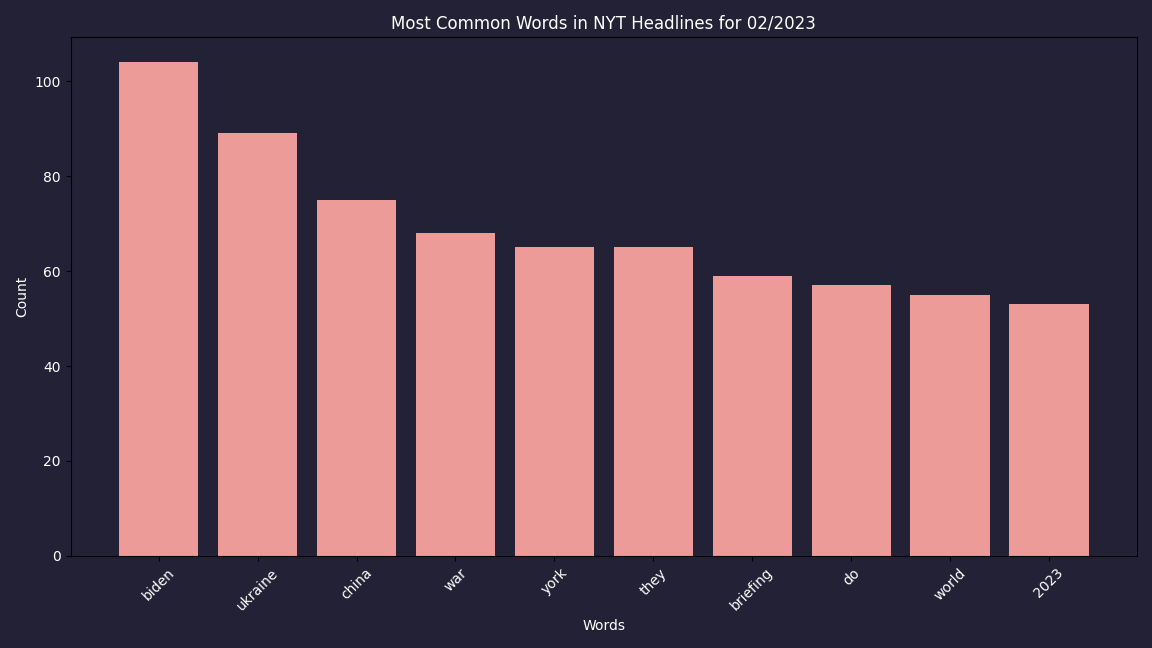 Most Common Words in NYT Headlines for 02/2023
100
80
60
40
20
0
Count
biden
ukraine
china
war
york
they
briefing
do
world
2023
Words